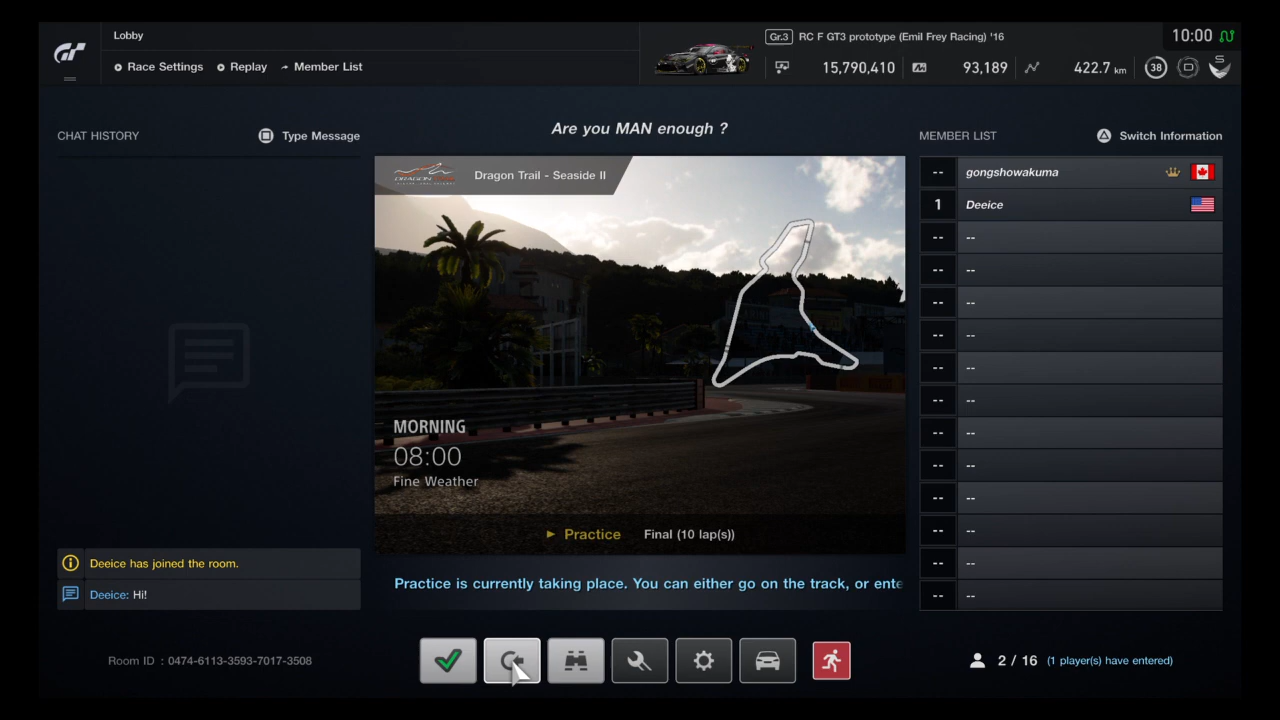 Lobby
Race Settings
Replay
Member List
Gr.3
RC F GT3 prototype (Emil Frey Racing) '16
15,790,410
93,189
422.7 km
38
10:00
S
CHAT HISTORY
Type Message
Are you MAN enough ?
MEMBER LIST
Switch Information
Dragon Trail - Seaside II
-- gongshowakuma
1 Deeice
-- --
-- --
-- --
-- --
-- --
-- --
-- --
-- --
-- --
-- --
-- --
-- --
MORNING
08:00
Fine Weather
Practice
Final (10 lap(s))
Deeice has joined the room.
Deeice: Hi!
Practice is currently taking place. You can either go on the track, or ente
Room ID : 0474-6113-3593-7017-3508
2 / 16 (1 player(s) have entered)